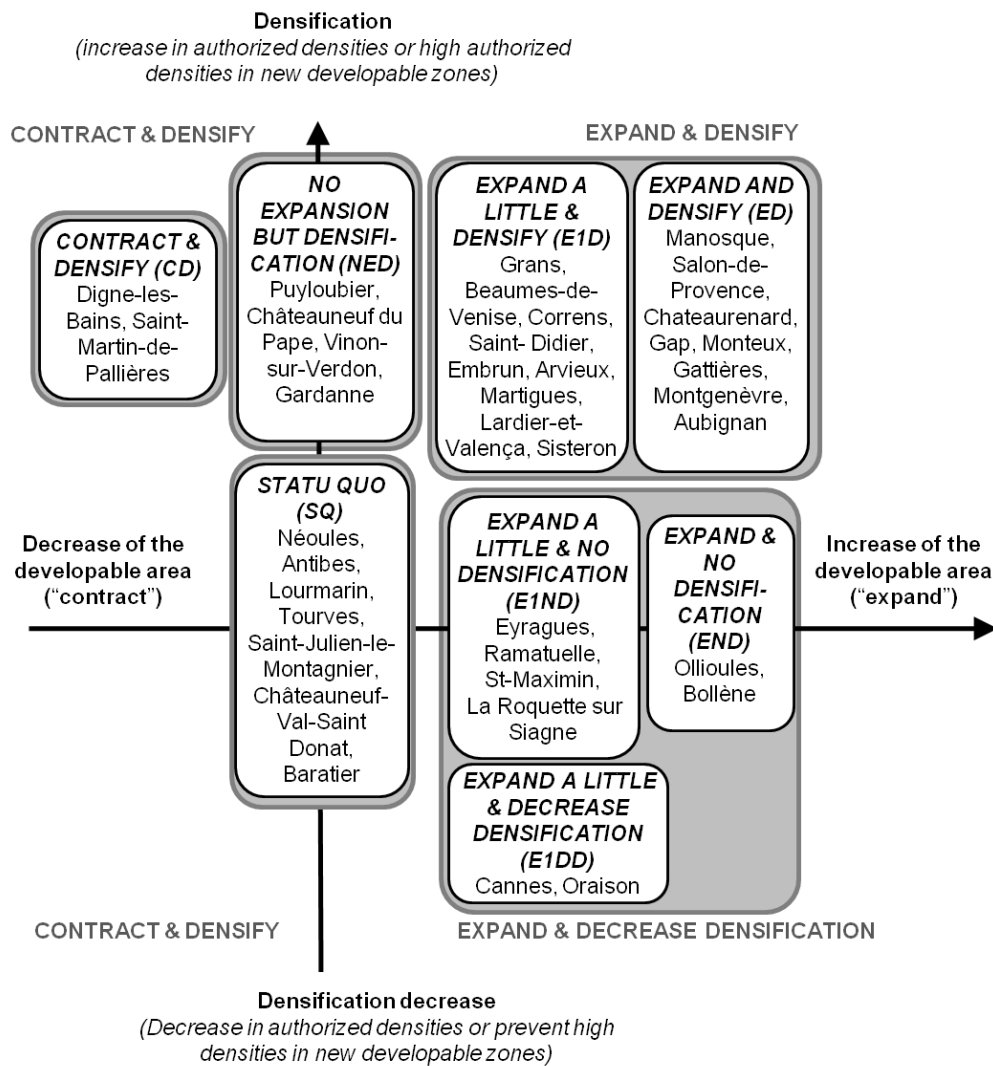 Densification
(increase in authorized densities or high authorized
densities in new developable zones)
CONTRACT & DENSIFY
EXPAND & DENSIFY
CONTRACT &
DENSIFY (CD)
Digne-les-
Bains, Saint-
Martin-de-
Pallières
NO
EXPANSION
BUT DENSIFI-
CATION (NED)
Puyloubier,
Châteauneuf du
Pape, Vinon-
sur-Verdon,
Gardanne
EXPAND A
LITTLE &
DENSIFY (E1D)
Grans,
Beaumes-de-
Venise, Correns,
Saint- Didier,
Embrun, Arvieux,
Martigues,
Lardier-et-
Valença, Sisteron
EXPAND AND
DENSIFY (ED)
Manosque,
Salon-de-
Provence,
Chateaurenard,
Gap, Monteux,
Gattières,
Montgenèvre,
Aubignan
Decrease of the
developable area
(“contract”)
STATU QUO
(SQ)
Néoules,
Antibes,
Lourmarin,
Tourves,
Saint-Julien-le-
Montagnier,
Châteauneuf-
Val-Saint
Donat,
Baratier
EXPAND A
LITTLE & NO
DENSIFICATION
(E1ND)
Eyragues,
Ramatuelle,
St-Maximin,
La Roquette sur
Siagne
EXPAND &
NO
DENSIFI-
CATION
(END)
Ollioules,
Bollène
Increase of the
developable area
(“expand”)
EXPAND A LITTLE
& DECREASE
DENSIFICATION
(E1DD)
Cannes, Oraison
CONTRACT & DENSIFY
EXPAND & DECREASE DENSIFICATION
Densification decrease
(Decrease in authorized densities or prevent high
densities in new developable zones)